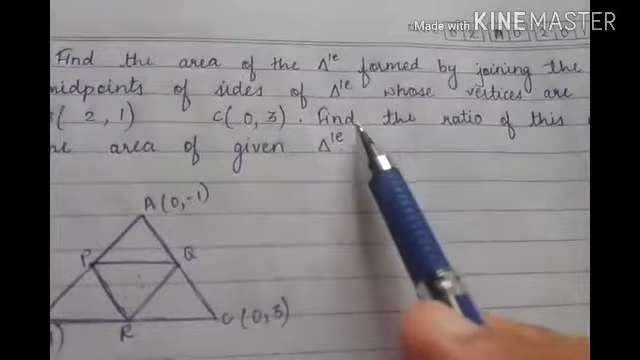 Made with KINEMASTER
Find the area of the Δle formed by joining the
midpoints of sides of Δle whose vertices are
( 2, 1) C(0, 3). Find the ratio of this
area of given Δle.
A(0,-1)
P Q
C(0,3)
R